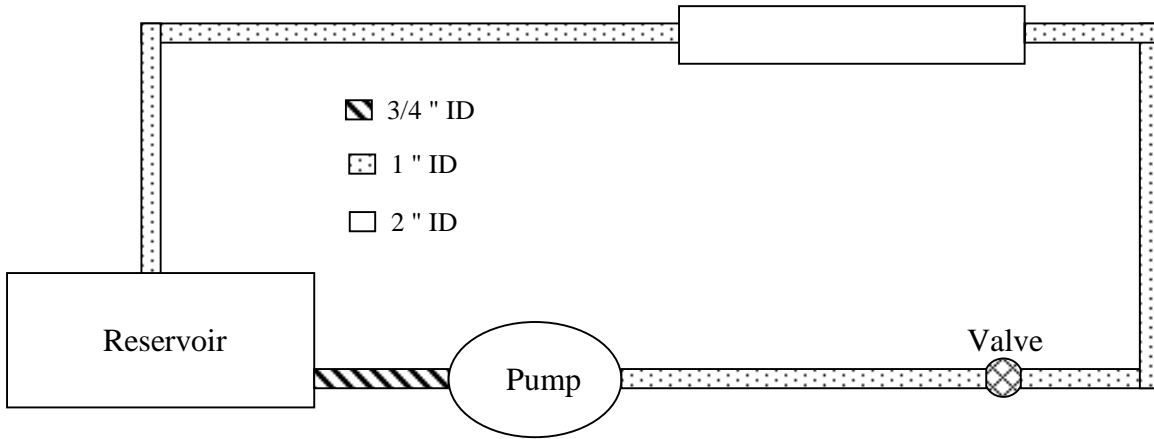 3/4 " ID
1 " ID
2 " ID
Reservoir
Valve
Pump